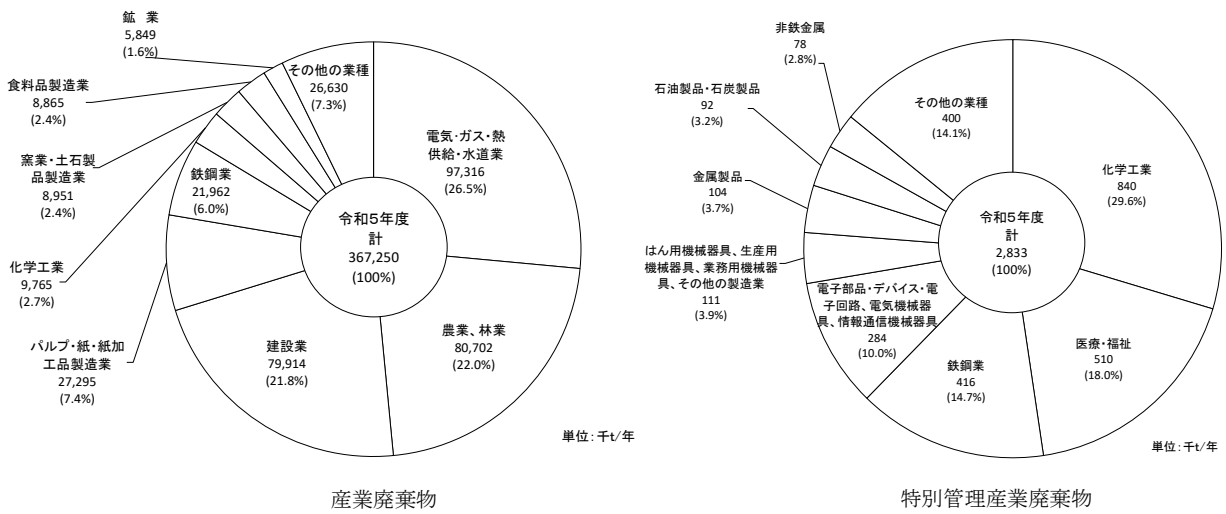 鉱 業
5,849
(1.6%)
食料品製造業
8,865
(2.4%)
窯業・土石製
品製造業
8,951
(2.4%)
化学工業
9,765
(2.7%)
パルプ・紙・紙加
工品製造業
27,295
(7.4%)
鉄鋼業
21,962
(6.0%)
その他の業種
26,630
(7.3%)
電気・ガス・熱
供給・水道業
97,316
(26.5%)
令和5年度
計
367,250
(100%)
建設業
79,914
(21.8%)
農業、林業
80,702
(22.0%)
単位：千t/年
産業廃棄物
非鉄金属
78
(2.8%)
石油製品・石炭製品
92
(3.2%)
金属製品
104
(3.7%)
はん用機械器具、生産用
機械器具、業務用機械器
具、その他の製造業
111
(3.9%)
その他の業種
400
(14.1%)
化学工業
840
(29.6%)
令和5年度
計
2,833
(100%)
電子部品・デバイス・電
子回路、電気機械器
具、情報通信機械器具
284
(10.0%)
鉄鋼業
416
(14.7%)
医療・福祉
510
(18.0%)
単位：千t/年
特別管理産業廃棄物